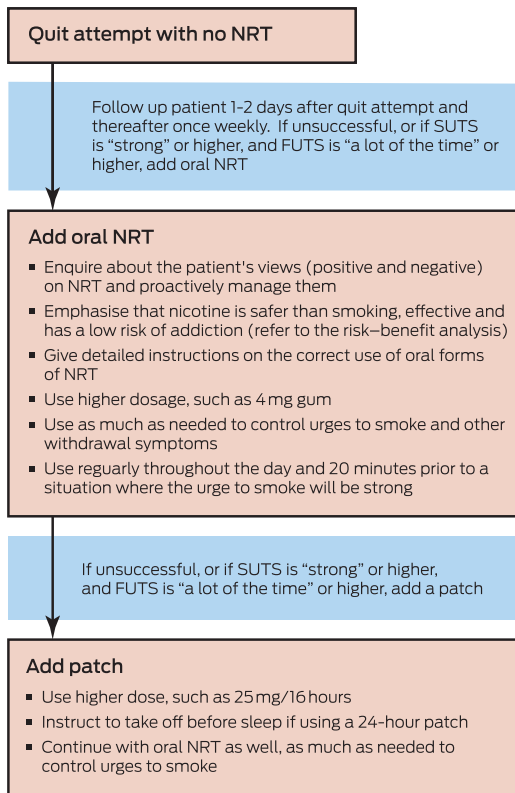 Quit attempt with no NRT
Follow up patient 1-2 days after quit attempt and
thereafter once weekly. If unsuccessful, or if SUTS
is “strong” or higher, and FUTS is “a lot of the time” or
higher, add oral NRT
Add oral NRT
▪ Enquire about the patient's views (positive and negative)
on NRT and proactively manage them
▪ Emphasise that nicotine is safer than smoking, effective and
has a low risk of addiction (refer to the risk–benefit analysis)
▪ Give detailed instructions on the correct use of oral forms
of NRT
▪ Use higher dosage, such as 4 mg gum
▪ Use as much as needed to control urges to smoke and other
withdrawal symptoms
▪ Use reguarly throughout the day and 20 minutes prior to a
situation where the urge to smoke will be strong
If unsuccessful, or if SUTS is “strong” or higher,
and FUTS is “a lot of the time” or higher, add a patch
Add patch
▪ Use higher dose, such as 25 mg/16 hours
▪ Instruct to take off before sleep if using a 24-hour patch
▪ Continue with oral NRT as well, as much as needed to
control urges to smoke